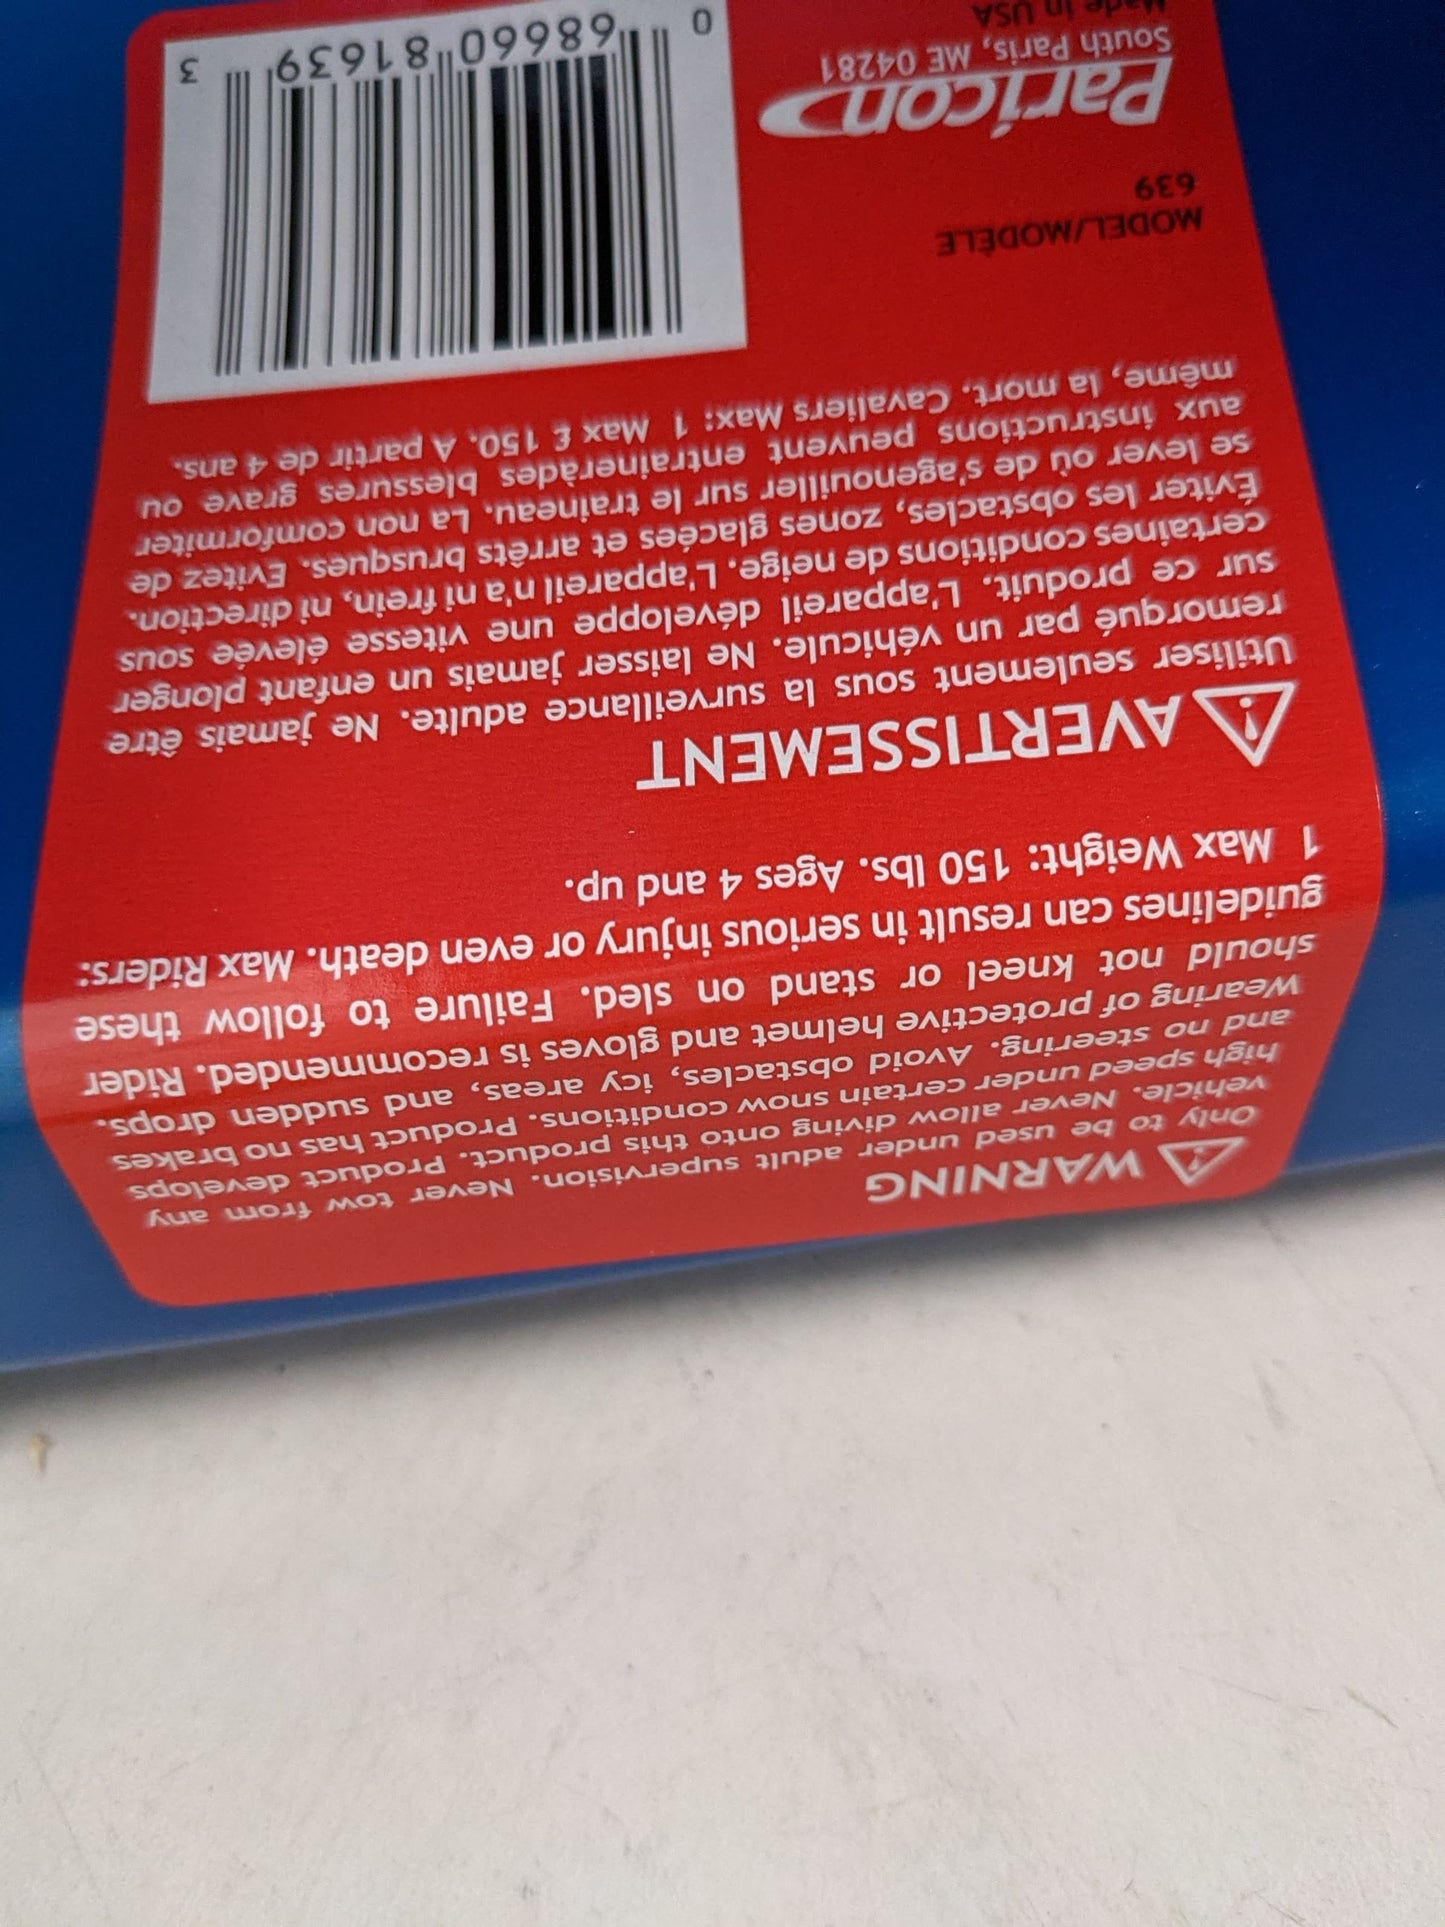 WARNING
Only to be used under adult supervision. Never tow from any
vehicle. Never allow diving onto this product. Product develops
high speed under certain snow conditions. Product has no brakes
and no steering. Avoid obstacles, icy areas, and sudden drops.
Wearing of protective helmet and gloves is recommended. Rider
should not kneel or stand on sled. Failure to follow these
guidelines can result in serious injury or even death. Max Riders:
1 Max Weight: 150 lbs. Ages 4 and up.
AVERTISSEMENT
Utiliser seulement sous la surveillance adulte. Ne jamais être
remorqué par un véhicule. Ne laisser jamais un enfant plonger
sur ce produit. L'appareil développe une vitesse élevée sous
certaines conditions de neige. L'appareil n'a ni frein, ni direction.
Éviter les obstacles, zones glacées et arrêts brusques. Evitez de
se lever où de s'agenouiller sur le traineau. La non comformiter
aux instructions peuvent entrainerades blessures grave ou
même, la mort. Cavaliers Max: 1 Max £ 150. A partir de 4 ans.
MODEL/MODÈLE
639
Paricon
South Paris, ME 04281
Made in USA
0 68660 81639 3